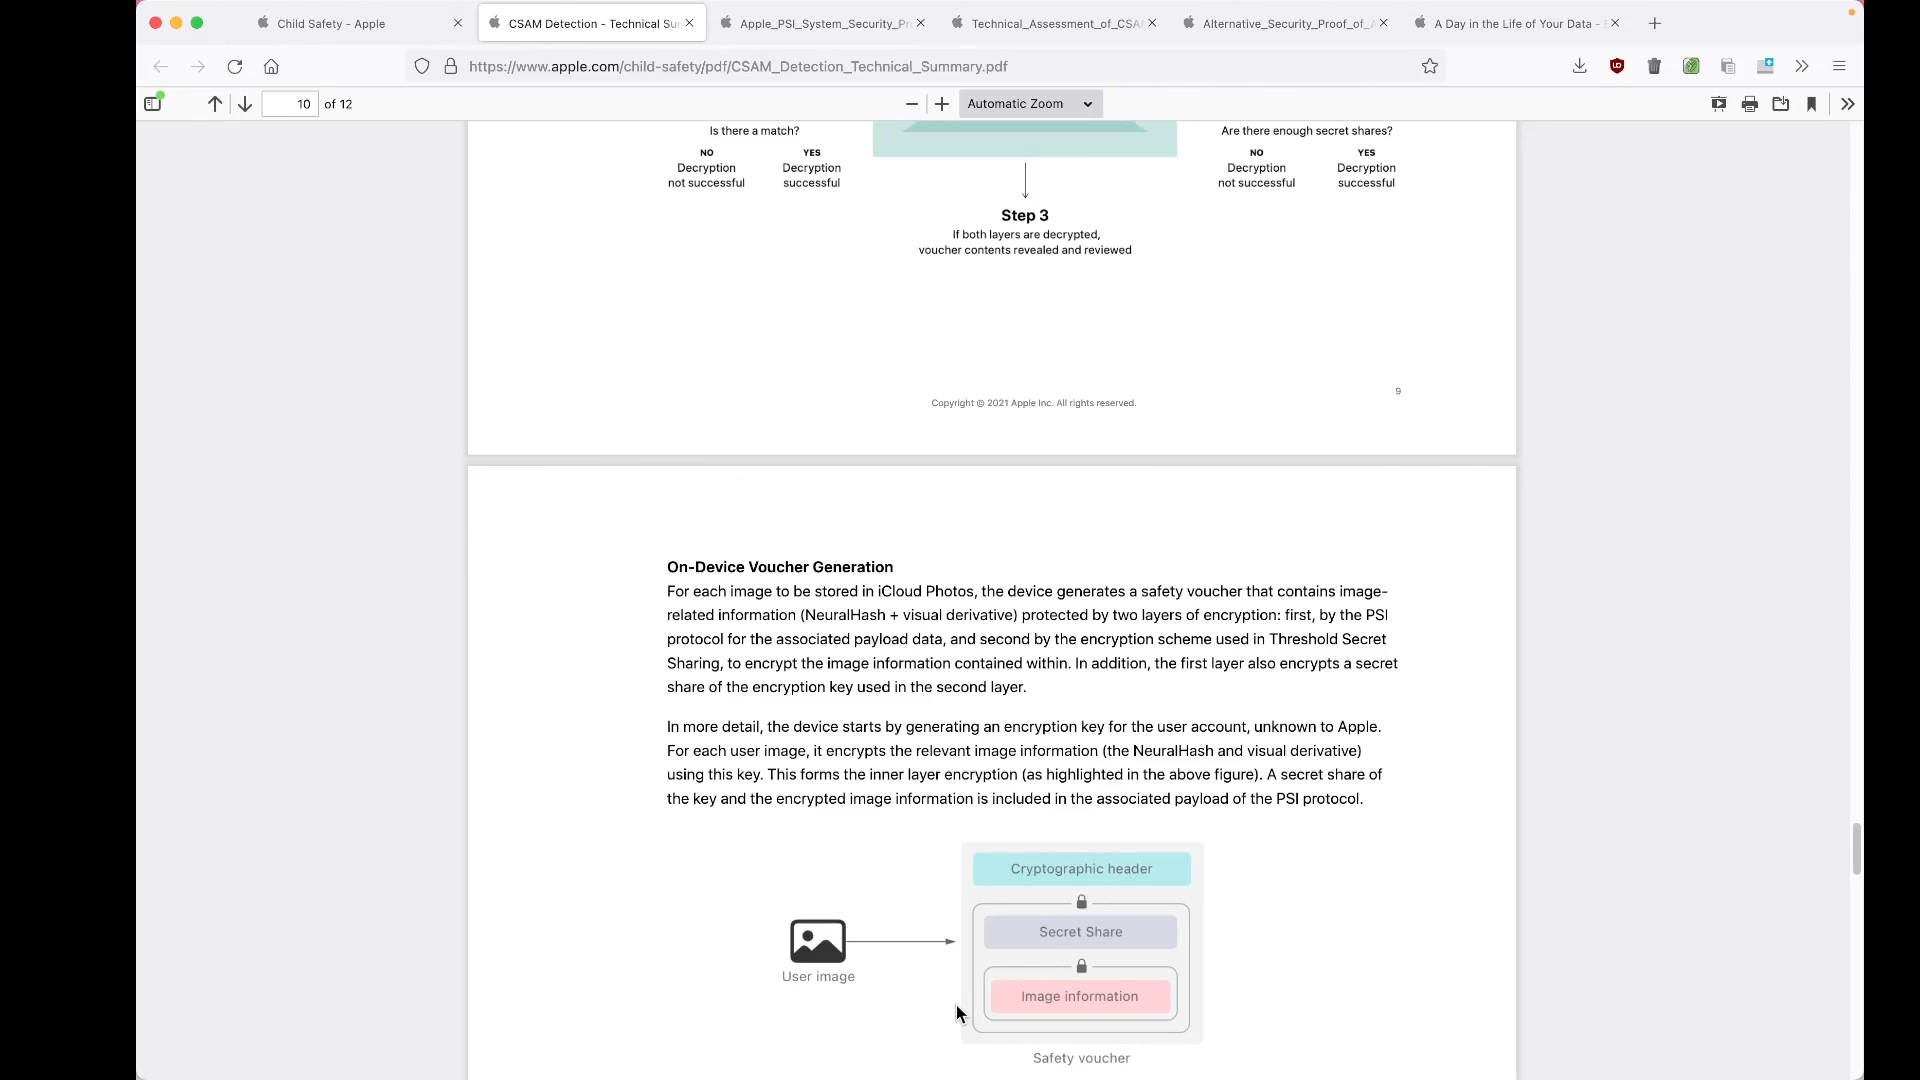 Child Safety - Apple
CSAM Detection - Technical Su
Apple_PSI_System_Security_Pr
Technical_Assessment_of_CSA
Alternative_Security_Proof_of_A
A Day in the Life of Your Data -
https://www.apple.com/child-safety/pdf/CSAM_Detection_Technical_Summary.pdf
10 of 12
Automatic Zoom
Is there a match?
NO YES
Decryption not successful
Decryption successful
Are there enough secret shares?
NO YES
Decryption not successful
Decryption successful
Step 3
If both layers are decrypted,
voucher contents revealed and reviewed
9
Copyright © 2021 Apple Inc. All rights reserved.
On-Device Voucher Generation
For each image to be stored in iCloud Photos, the device generates a safety voucher that contains image-
related information (NeuralHash + visual derivative) protected by two layers of encryption: first, by the PSI
protocol for the associated payload data, and second by the encryption scheme used in Threshold Secret
Sharing, to encrypt the image information contained within. In addition, the first layer also encrypts a secret
share of the encryption key used in the second layer.
In more detail, the device starts by generating an encryption key for the user account, unknown to Apple.
For each user image, it encrypts the relevant image information (the NeuralHash and visual derivative)
using this key. This forms the inner layer encryption (as highlighted in the above figure). A secret share of
the key and the encrypted image information is included in the associated payload of the PSI protocol.
Cryptographic header
Secret Share
Image information
User image
Safety voucher